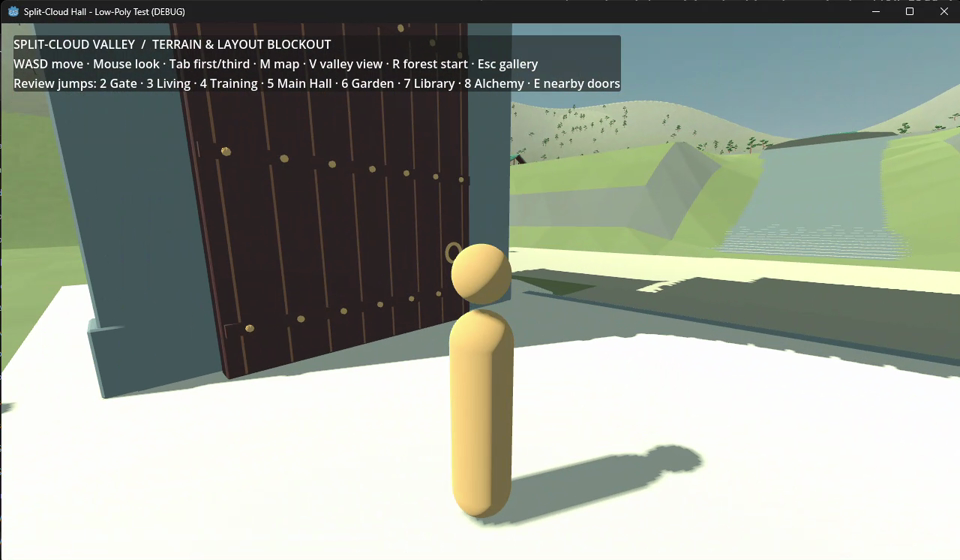 Split-Cloud Hall - Low-Poly Test (DEBUG)
SPLIT-CLOUD VALLEY / TERRAIN & LAYOUT BLOCKOUT
WASD move · Mouse look · Tab first/third · M map · V valley view · R forest start · Esc gallery
Review jumps: 2 Gate · 3 Living · 4 Training · 5 Main Hall · 6 Garden · 7 Library · 8 Alchemy · E nearby doors